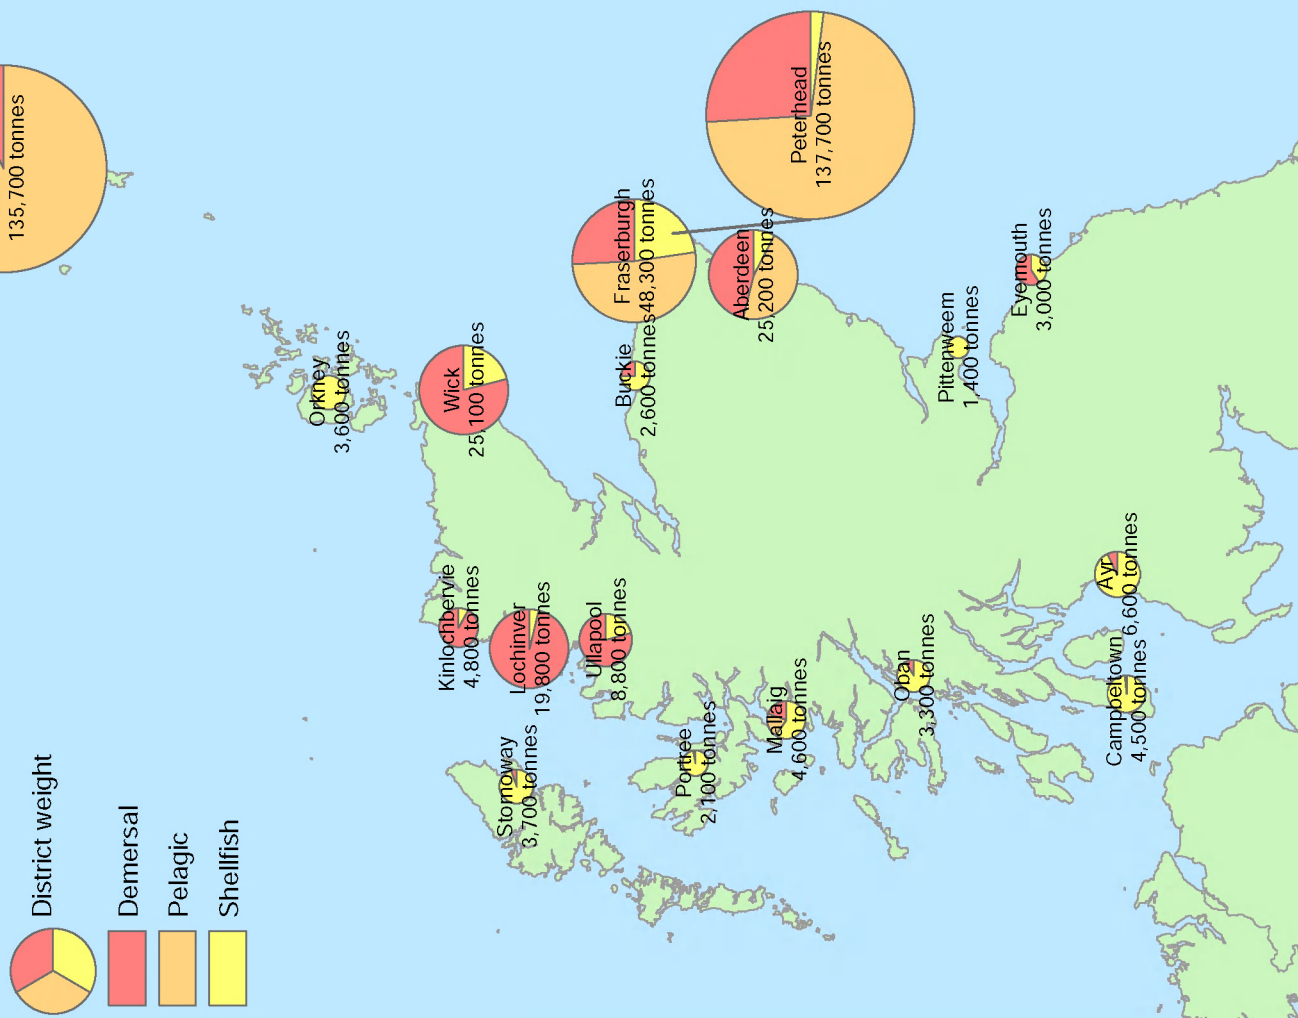 District weight
Demersal
Pelagic
Shellfish
135,700 tonnes
Orkney
3,600 tonnes
Wick
25,100 tonnes
Kinlochbervie
4,800 tonnes
Lochinver
19,800 tonnes
Stornoway
3,700 tonnes
Ullapool
8,800 tonnes
Fraserburgh
48,300 tonnes
Buckie
2,600 tonnes
Peterhead
137,700 tonnes
Aberdeen
25,200 tonnes
Portree
2,100 tonnes
Mallaig
4,600 tonnes
Oban
3,300 tonnes
Pittenweem
1,400 tonnes
Eyemouth
3,000 tonnes
Ayr
6,600 tonnes
Campbeltown
4,500 tonnes